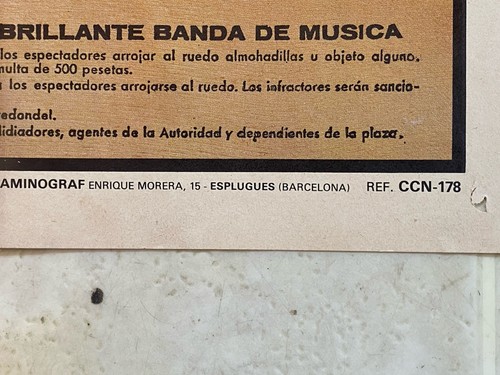 BRILLANTE BANDA DE MUSICA
los espectadores arrojar al ruedo almohadillas u objeto alguno.
multa de 500 pesetas.
los espectadores arrojarse al ruedo. Los infractores serán sancio-
redondel.
lidiadores, agentes de la Autoridad y dependientes de la plaza.
AMINOGRAF ENRIQUE MORERA, 15 - ESPLUGUES (BARCELONA) REF. CCN-178